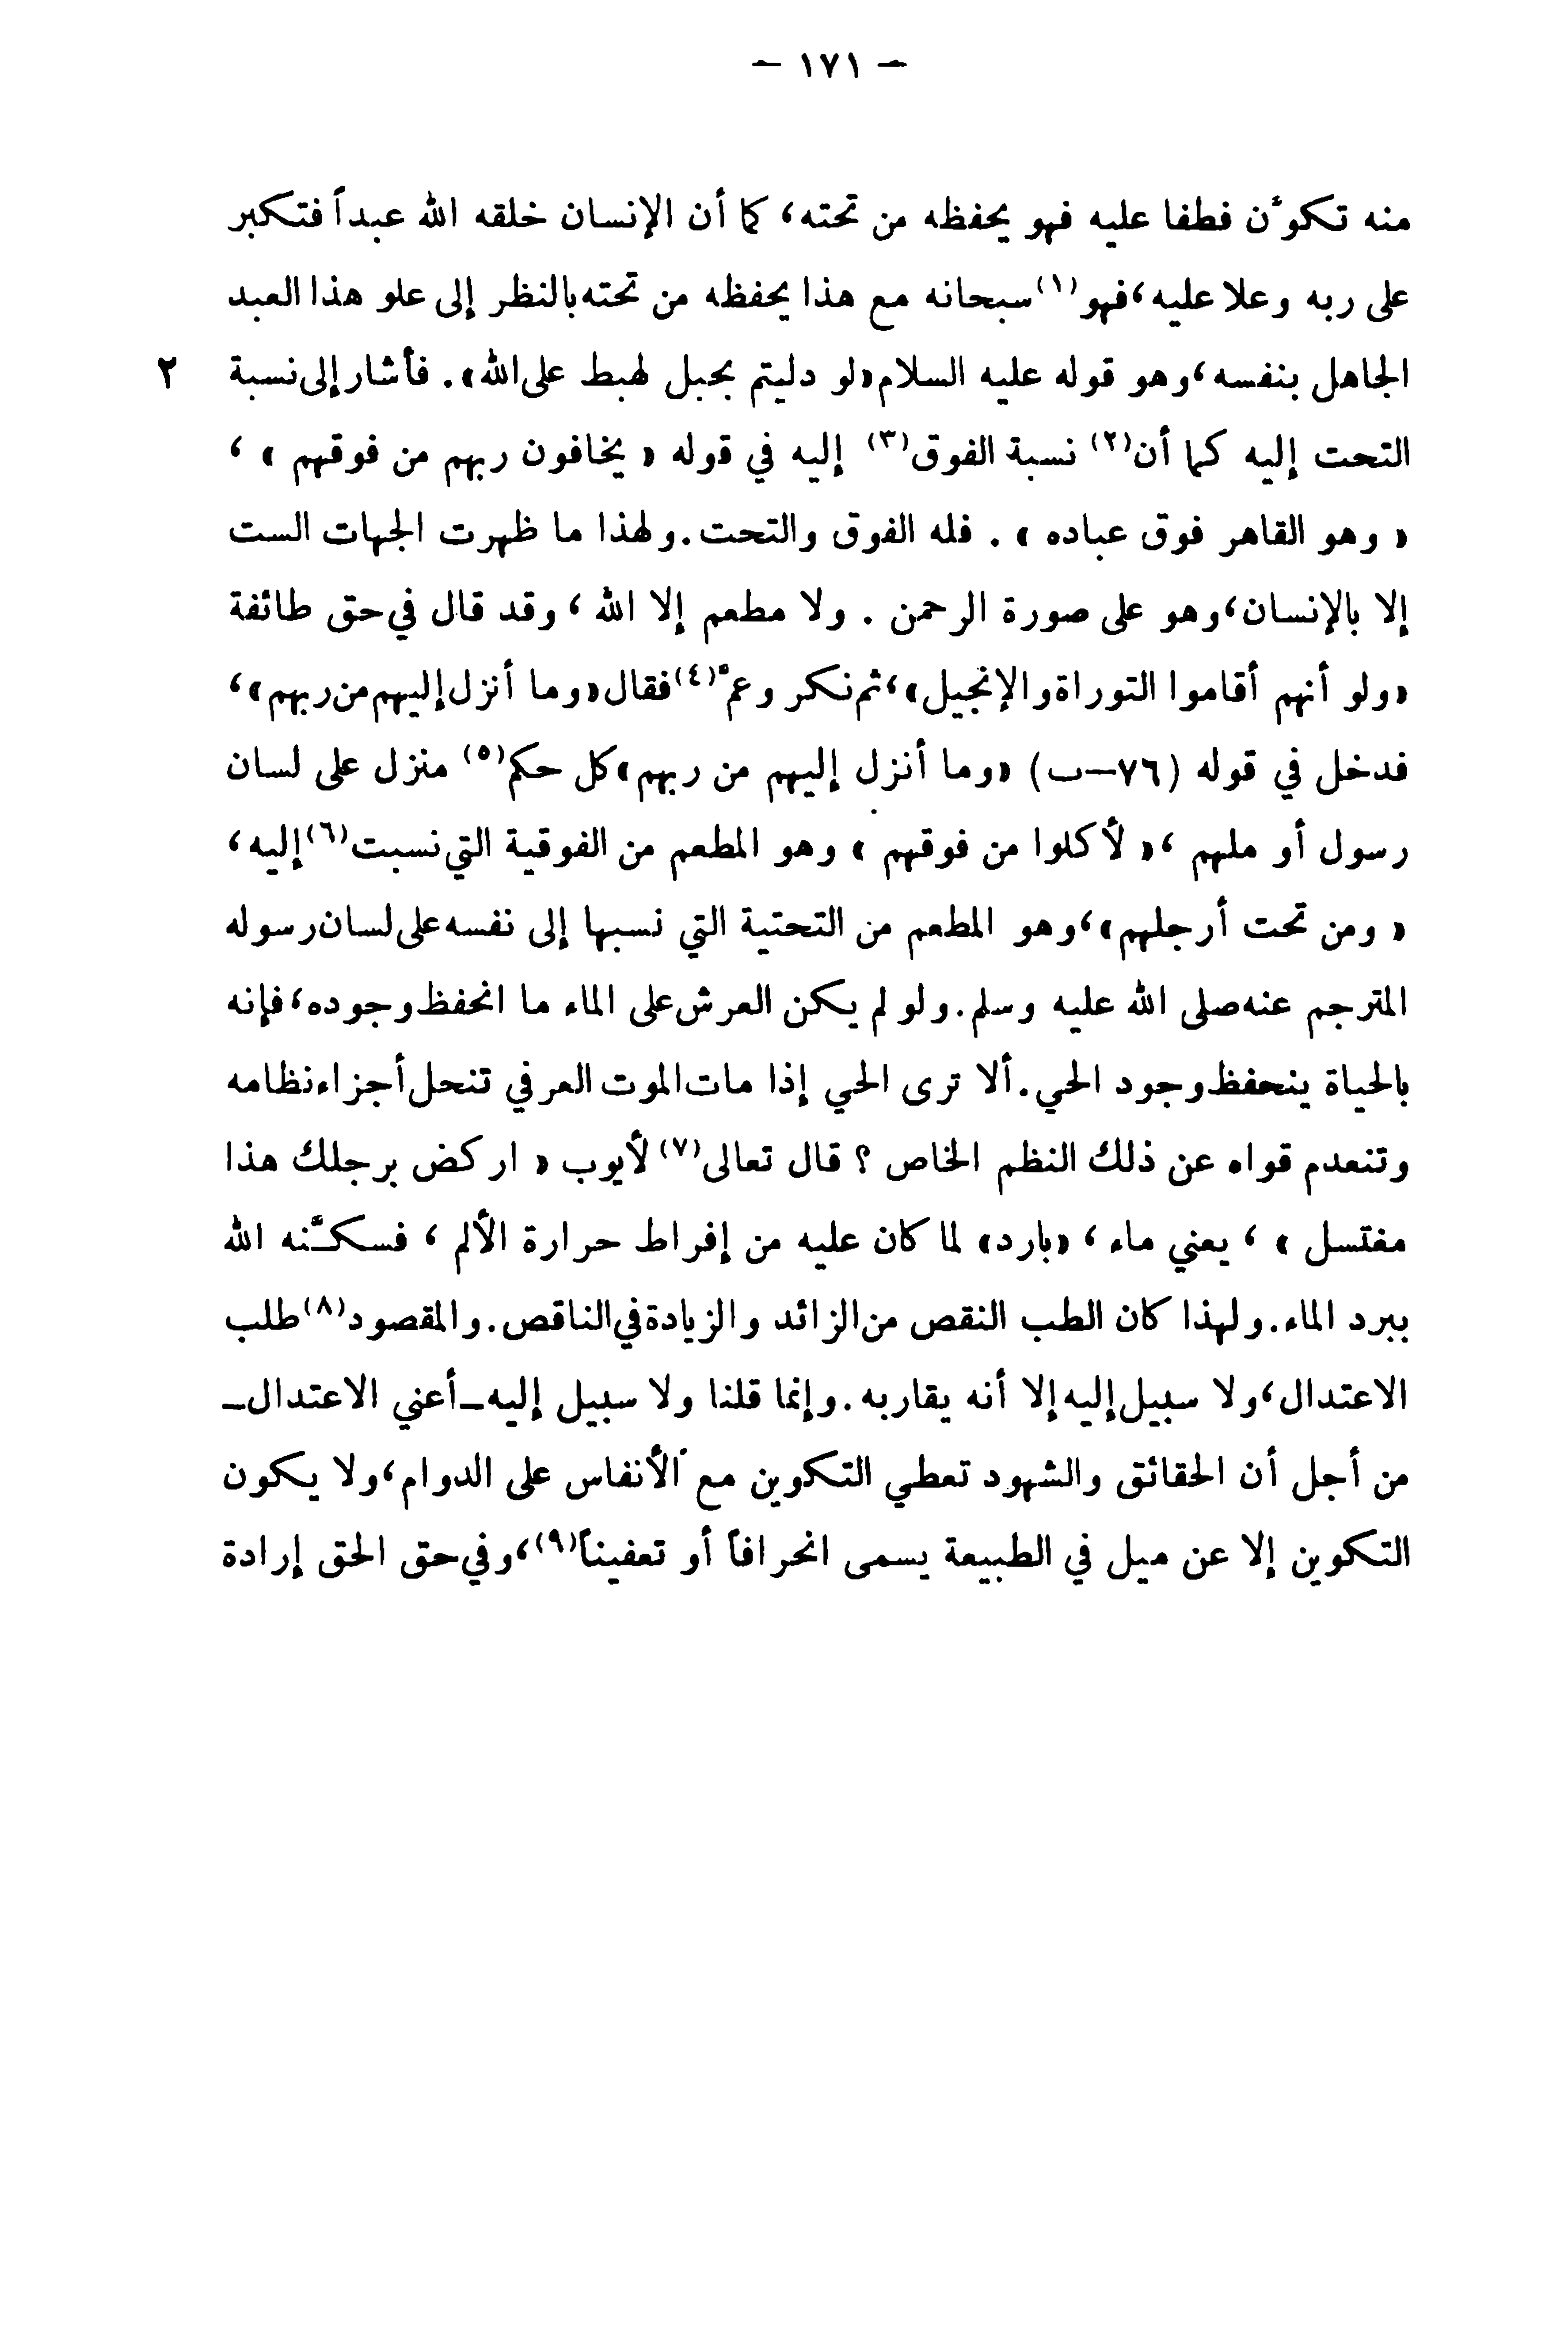 – ١٧١ –
منه تكوَّن فطفا عليه فهو يحفظه من تحته، كما أن الإنسان خلقه الله عبداً فتكبر
على ربه وعلا عليه، فهو(١) سبحانه مع هذا يحفظه من تحته بالنظر إلى علو هذا العبد
الجاهل بنفسه، وهو قوله عليه السلام «لو دليتم بحبل لهبط على الله». فأشار إلى نسبة ٢
التحت إليه كما أن(٢) نسبة الفوق(٣) إليه في قوله « يخافون ربهم من فوقهم » ،
« وهو القاهر فوق عباده » . فله الفوق والتحت. ولهذا ما ظهرت الجهات الست
إلا بالإنسان، وهو على صورة الرحمن . ولا مطعم إلا الله ، وقد قال في حق طائفة
«ولو أنهم أقاموا التوراة والإنجيل»، ثم نكر وعمَّ(٤) فقال «وما أنزل إليهم من ربهم»،
فدخل في قوله (٧٦–ب) «وما أنزل إليهم من ربهم» كل حكم(٥) منزل على لسان
رسول أو ملهم ،« لأكلوا من فوقهم » وهو المطعم من الفوقية التي نسبت(٦) إليه،
« ومن تحت أرجلهم»، وهو المطعم من التحتية التي نسبها إلى نفسه على لسان رسوله
المترجم عنه صلى الله عليه وسلم. ولو لم يكن العرش على الماء ما انحفظ وجوده، فإنه
بالحياة ينحفظ وجود الحي. ألا ترى الحي إذا مات الموت العرفي تنحل أجزاء نظامه
وتنعدم قواه عن ذلك النظم الخاص ؟ قال تعالى(٧) لأيوب « اركض برجلك هذا
مغتسل » ، يعني ماء ، «بارد» لما كان عليه من إفراط حرارة الألم ، فسكَّنه الله
ببرد الماء. ولهذا كان الطب النقص من الزائد والزيادة في الناقص. والمقصود(٨) طلب
الاعتدال، ولا سبيل إليه إلا أنه يقاربه. وإنما قلنا ولا سبيل إليه – أعني الاعتدال –
من أجل أن الحقائق والشهود تعطي التكوين مع الأنفاس على الدوام، ولا يكون
التكوين إلا عن ميل في الطبيعة يسمى انحرافاً أو تعفيناً(٩)، وفي حق الحق إرادة